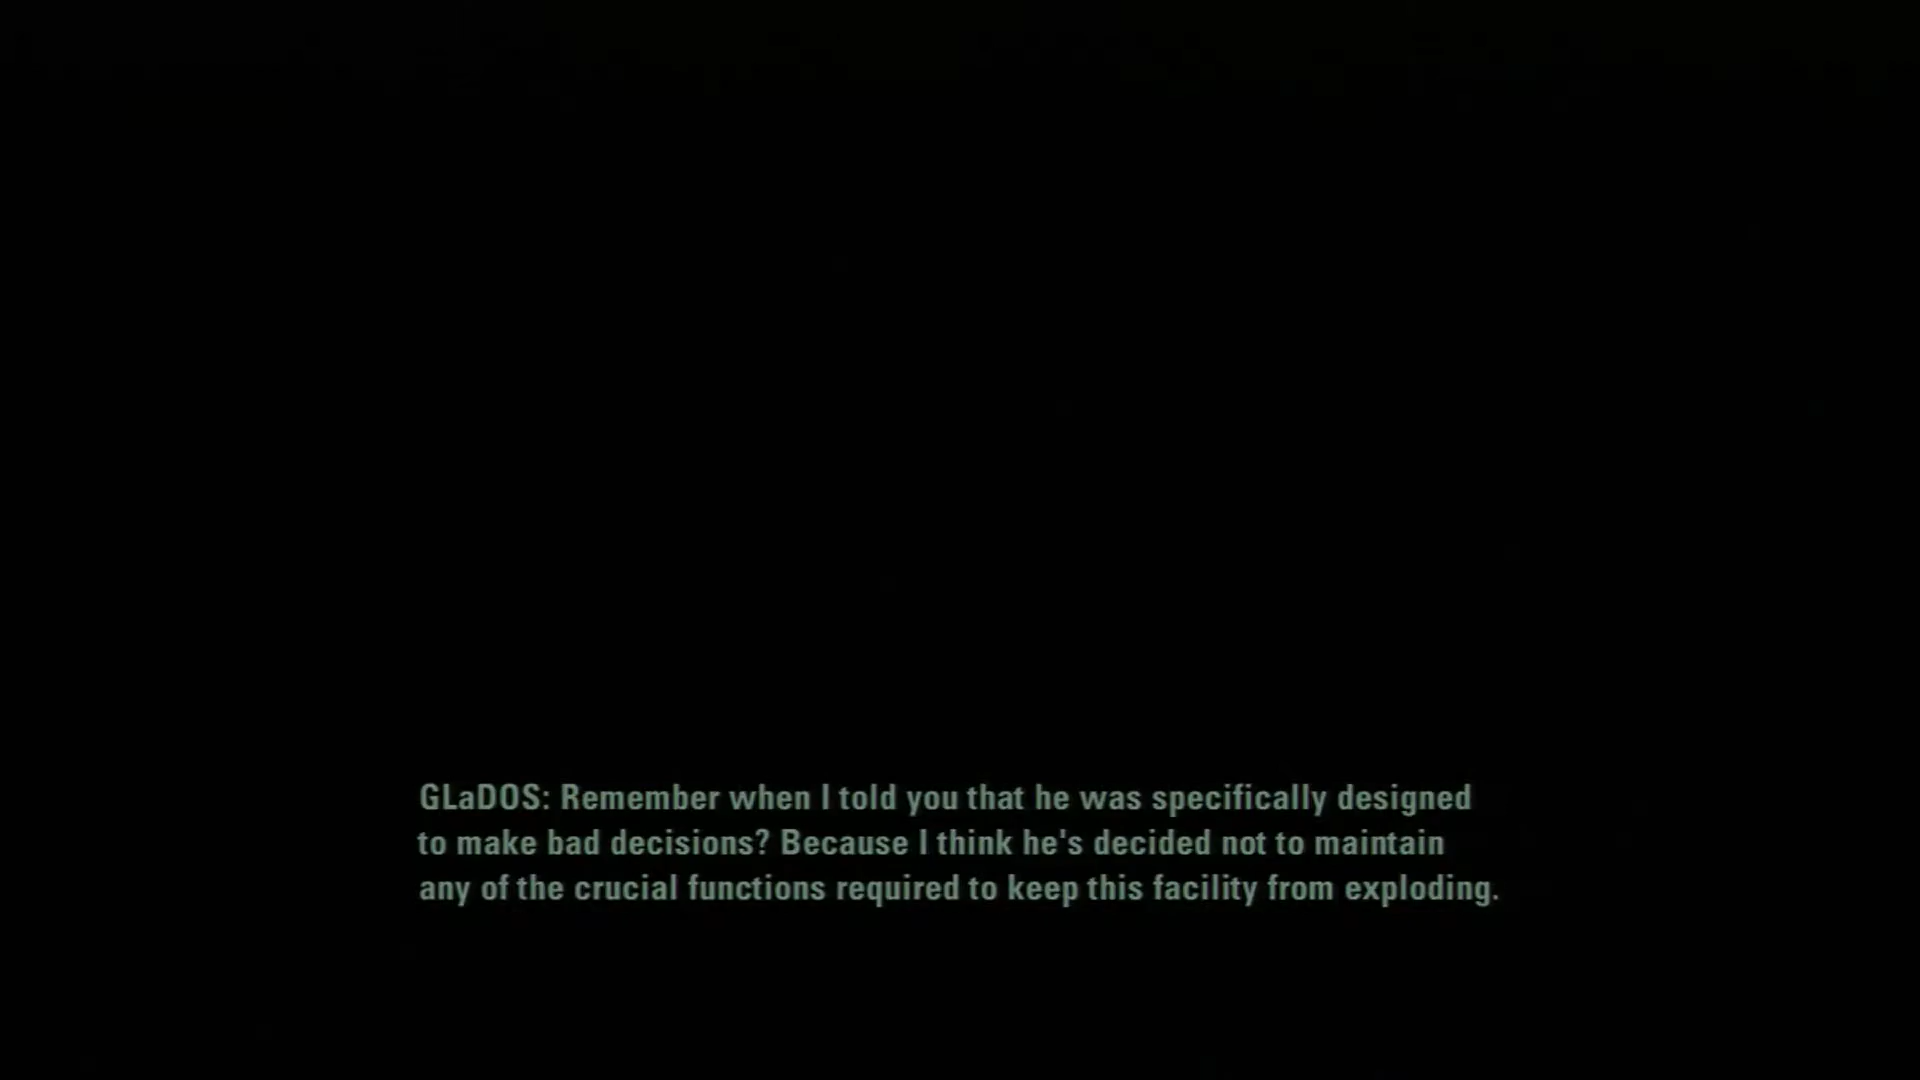 GLaDOS: Remember when I told you that he was specifically designed
to make bad decisions? Because I think he's decided not to maintain
any of the crucial functions required to keep this facility from exploding.